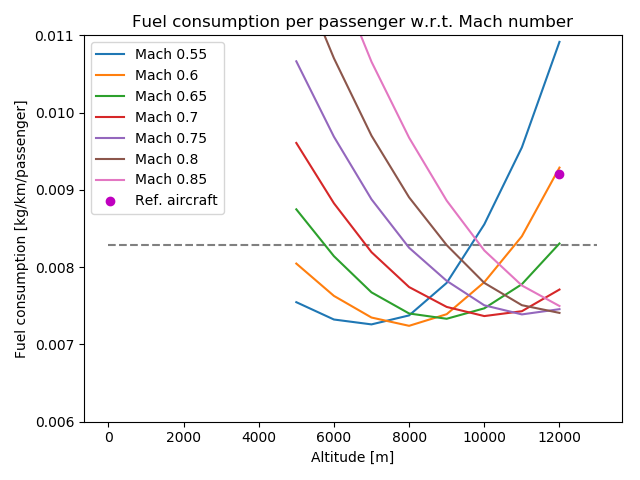 Fuel consumption per passenger w.r.t. Mach number
Fuel consumption [kg/km/passenger]
0.011
0.010
0.009
0.008
0.007
0.006
Mach 0.55
Mach 0.6
Mach 0.65
Mach 0.7
Mach 0.75
Mach 0.8
Mach 0.85
Ref. aircraft
0 2000 4000 6000 8000 10000 12000
Altitude [m]